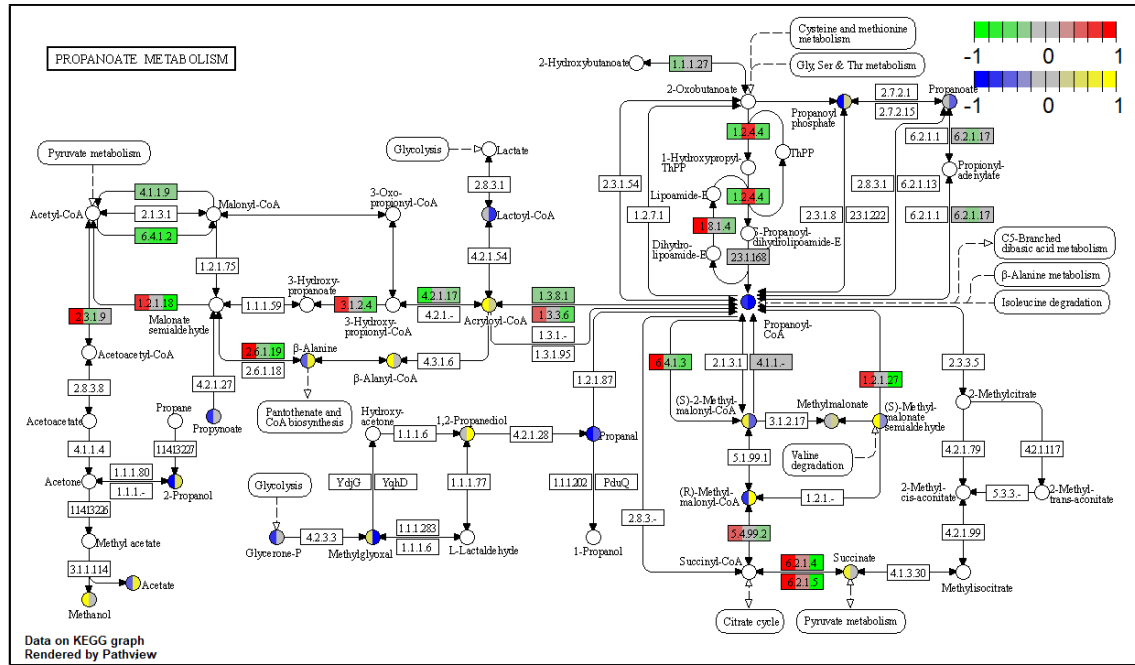 PROPANOATE METABOLISM
Cysteine and methionine
metabolism
Gly, Ser & Thr metabolism
-1 0 1
-1 0 1
2-Hydroxybutanoate
1.1.1.27
2-Oxobutanoate
Propanoyl
phosphate
2.7.2.1
2.7.2.15
Propanoate
Pyruvate metabolism
Glycolysis
Lactate
2.8.3.1
Lactoyl-CoA
4.2.1.54
Acetyl-CoA
4.1.1.9
2.1.3.1
6.4.1.2
Malonyl-CoA
3-Oxo-
propionyl-CoA
1.2.4.4
1-Hydroxypropyl-
ThPP
ThPP
Lipoamide-E
1.2.4.4
1.8.1.4
Dihydro-
lipoamide-E
S-Propanoyl-
dihydrolipoamide-E
2.3.1.168
2.3.1.54
1.2.7.1
2.3.1.8
2.3.1.222
2.8.3.1
6.2.1.13
6.2.1.1
6.2.1.17
Propionyl-
adenylate
6.2.1.1
6.2.1.17
C5-Branched
dibasic acid metabolism
β-Alanine metabolism
Isoleucine degradation
1.2.1.75
1.2.1.18
Malonate
semialdehyde
1.1.1.59
3-Hydroxy-
propanoate
3.1.2.4
3-Hydroxy-
propionyl-CoA
4.2.1.17
4.2.1.-
Acryloyl-CoA
1.3.8.1
1.3.3.6
1.3.1.-
1.3.1.95
Propanoyl-CoA
2.3.1.9
Acetoacetyl-CoA
2.6.1.19
2.6.1.18
β-Alanine
β-Alanyl-CoA
4.3.1.6
4.2.1.27
Propynoate
Pantothenate and
CoA biosynthesis
2.8.3.8
Acetoacetate
4.1.1.4
Acetone
Propane
1.14.13.227
1.1.1.80
1.1.1.-
2-Propanol
1.14.13.226
Methyl acetate
3.1.1.114
Acetate
Methanol
Hydroxy-
acetone
1.1.1.6
1,2-Propanediol
4.2.1.28
Propanal
1.2.1.87
YdjG
YqhD
1.1.1.77
1.1.1.202
PduQ
1-Propanol
Glycolysis
Glycerone-P
4.2.3.3
Methylglyoxal
1.1.1.283
1.1.1.6
L-Lactaldehyde
6.4.1.3
2.1.3.1
4.1.1.-
1.2.1.27
2.3.3.5
(S)-2-Methyl-
malonyl-CoA
3.1.2.17
Methylmalonate
(S)-Methyl-
malonate
semialdehyde
Valine
degradation
5.1.99.1
(R)-Methyl-
malonyl-CoA
1.2.1.-
5.4.99.2
2.8.3.-
Succinyl-CoA
6.2.1.4
6.2.1.5
Succinate
4.1.3.30
Methylisocitrate
Citrate cycle
Pyruvate metabolism
2-Methylcitrate
4.2.1.79
4.2.1.117
2-Methyl-
cis-aconitate
5.3.3.-
2-Methyl-
trans-aconitate
4.2.1.99
Data on KEGG graph
Rendered by Pathview